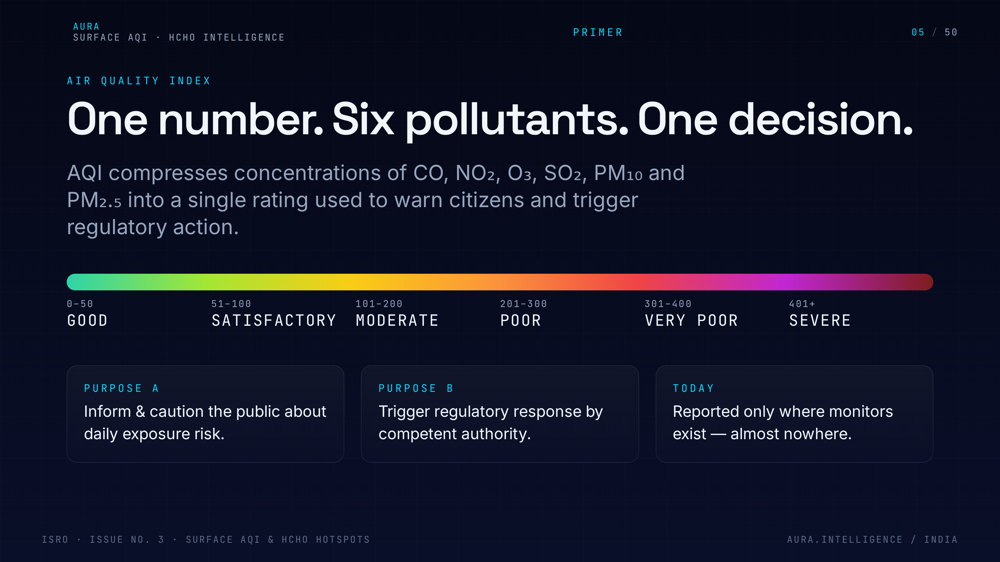 AURA
SURFACE AQI · HCHO INTELLIGENCE
PRIMER
05 / 50
AIR QUALITY INDEX
One number. Six pollutants. One decision.
AQI compresses concentrations of CO, NO₂, O₃, SO₂, PM₁₀ and
PM₂.₅ into a single rating used to warn citizens and trigger
regulatory action.
0–50
GOOD
51–100
SATISFACTORY
101–200
MODERATE
201–300
POOR
301–400
VERY POOR
401+
SEVERE
PURPOSE A
Inform & caution the public about
daily exposure risk.
PURPOSE B
Trigger regulatory response by
competent authority.
TODAY
Reported only where monitors
exist — almost nowhere.
ISRO · ISSUE NO. 3 · SURFACE AQI & HCHO HOTSPOTS
AURA.INTELLIGENCE / INDIA